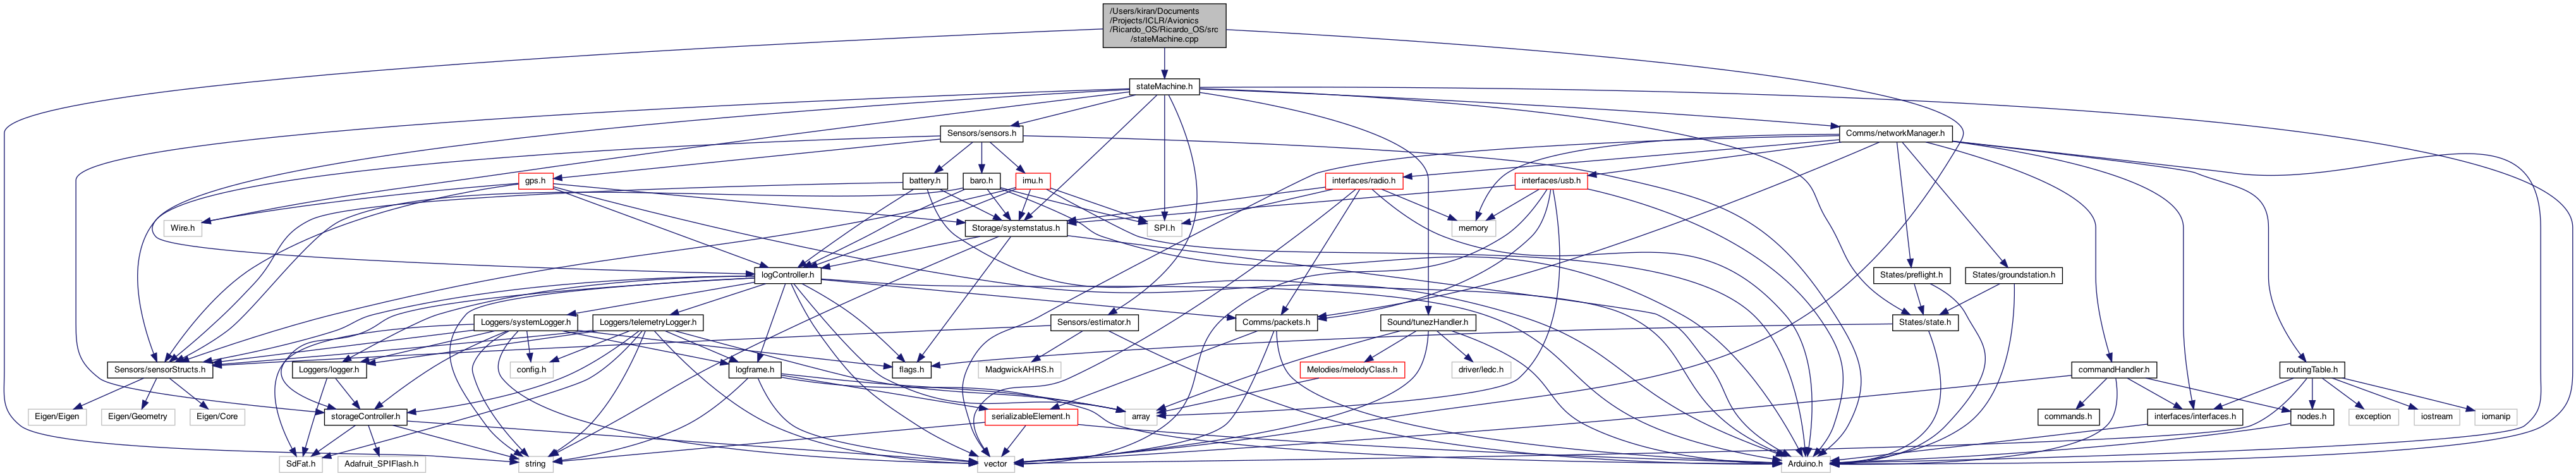 /Users/kiran/Documents
/Projects/ICLR/Avionics
/Ricardo_OS/Ricardo_OS/src
/stateMachine.cpp
stateMachine.h
Sensors/sensors.h
Comms/networkManager.h
gps.h
battery.h
baro.h
imu.h
interfaces/radio.h
interfaces/usb.h
Wire.h
Storage/systemstatus.h
SPI.h
memory
logController.h
States/preflight.h
States/groundstation.h
Loggers/systemLogger.h
Loggers/telemetryLogger.h
Sensors/estimator.h
Comms/packets.h
Sound/tunezHandler.h
States/state.h
Sensors/sensorStructs.h
Loggers/logger.h
config.h
logframe.h
flags.h
MadgwickAHRS.h
Melodies/melodyClass.h
driver/ledc.h
commandHandler.h
routingTable.h
Eigen/Eigen
Eigen/Geometry
Eigen/Core
storageController.h
serializableElement.h
array
commands.h
interfaces/interfaces.h
nodes.h
exception
iostream
iomanip
SdFat.h
Adafruit_SPIFlash.h
string
vector
Arduino.h